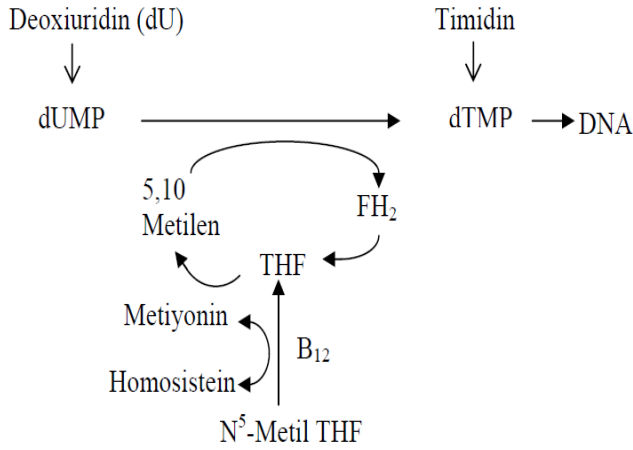 Deoxiuridin (dU) Timidin
dUMP dTMP DNA
5,10
Metilen
FH₂
THF
Metiyonin
B₁₂
Homosistein
N⁵-Metil THF